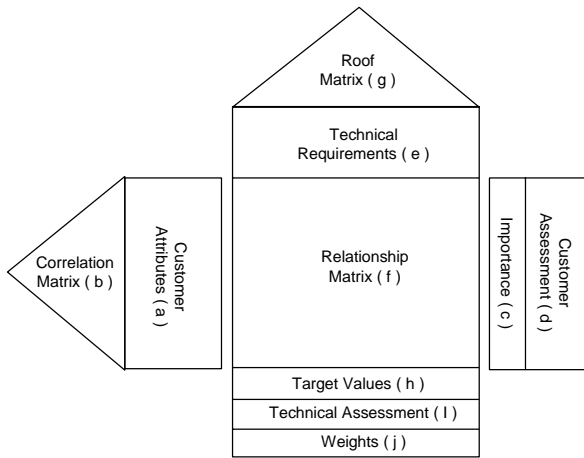 Roof
Matrix ( g )
Technical
Requirements ( e )
Correlation
Matrix ( b )
Customer
Attributes ( a )
Relationship
Matrix ( f )
Importance ( c )
Customer
Assessment ( d )
Target Values ( h )
Technical Assessment ( I )
Weights ( j )